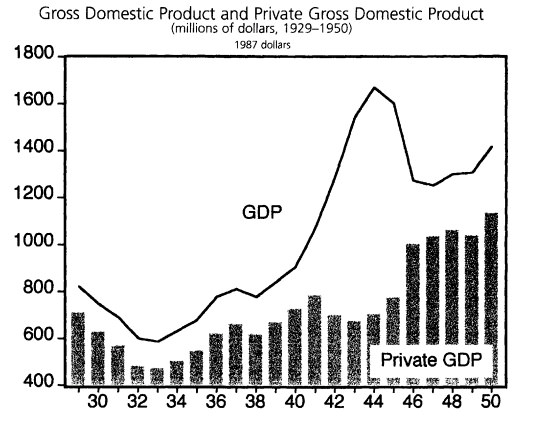 Gross Domestic Product and Private Gross Domestic Product
(millions of dollars, 1929–1950)
1987 dollars
1800
1600
1400
1200
1000
800
600
400
GDP
Private GDP
30 32 34 36 38 40 42 44 46 48 50